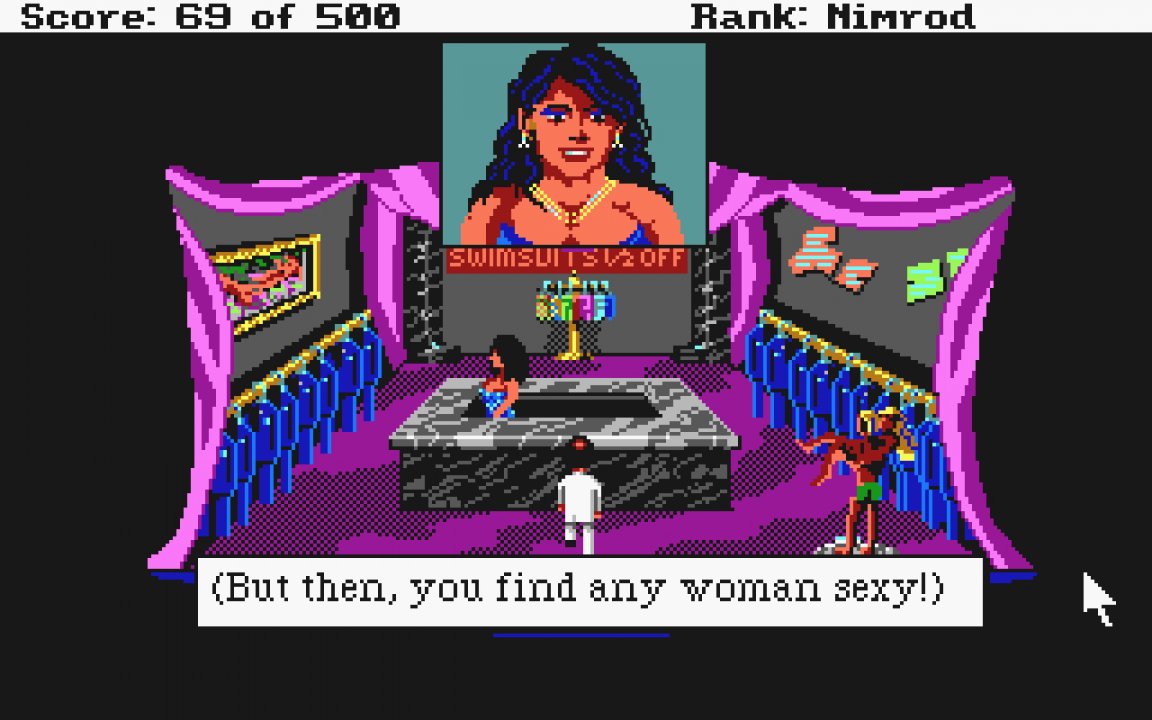 Score: 69 of 500
Rank: Nimrod
SWIMSUITS ½ OFF
(But then, you find any woman sexy!)